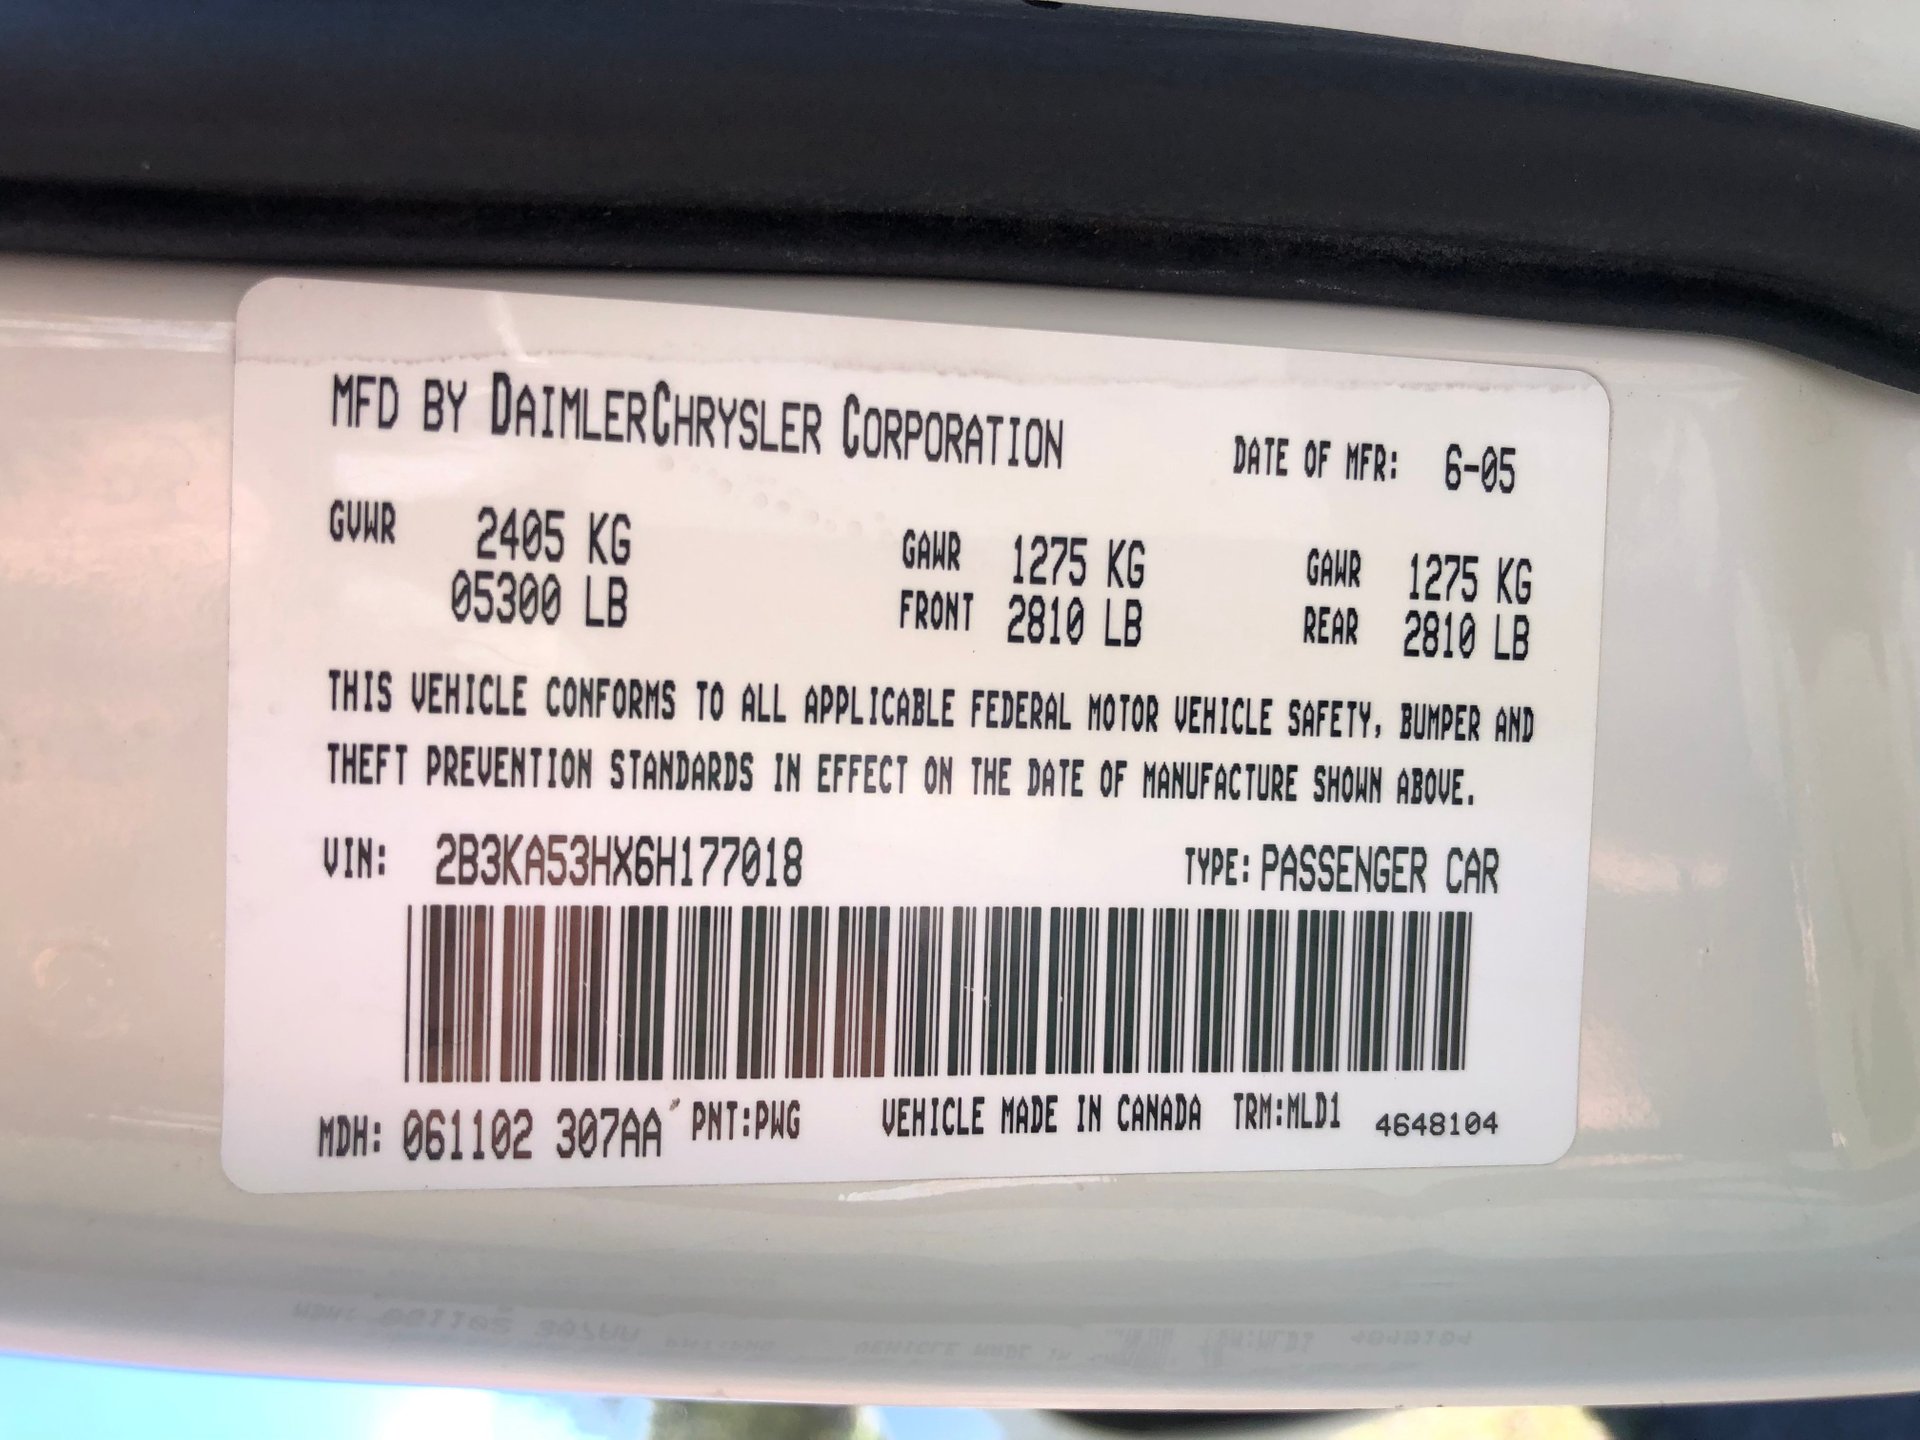 MFD BY DAIMLERCHRYSLER CORPORATION DATE OF MFR: 6-05
GVWR 2405 KG GAWR 1275 KG GAWR 1275 KG
05300 LB FRONT 2810 LB REAR 2810 LB
THIS VEHICLE CONFORMS TO ALL APPLICABLE FEDERAL MOTOR VEHICLE SAFETY, BUMPER AND
THEFT PREVENTION STANDARDS IN EFFECT ON THE DATE OF MANUFACTURE SHOWN ABOVE.
VIN: 2B3KA53HX6H177018 TYPE: PASSENGER CAR
MDH: 061102 307AA PNT:PWG VEHICLE MADE IN CANADA TRM:MLD1 4648104